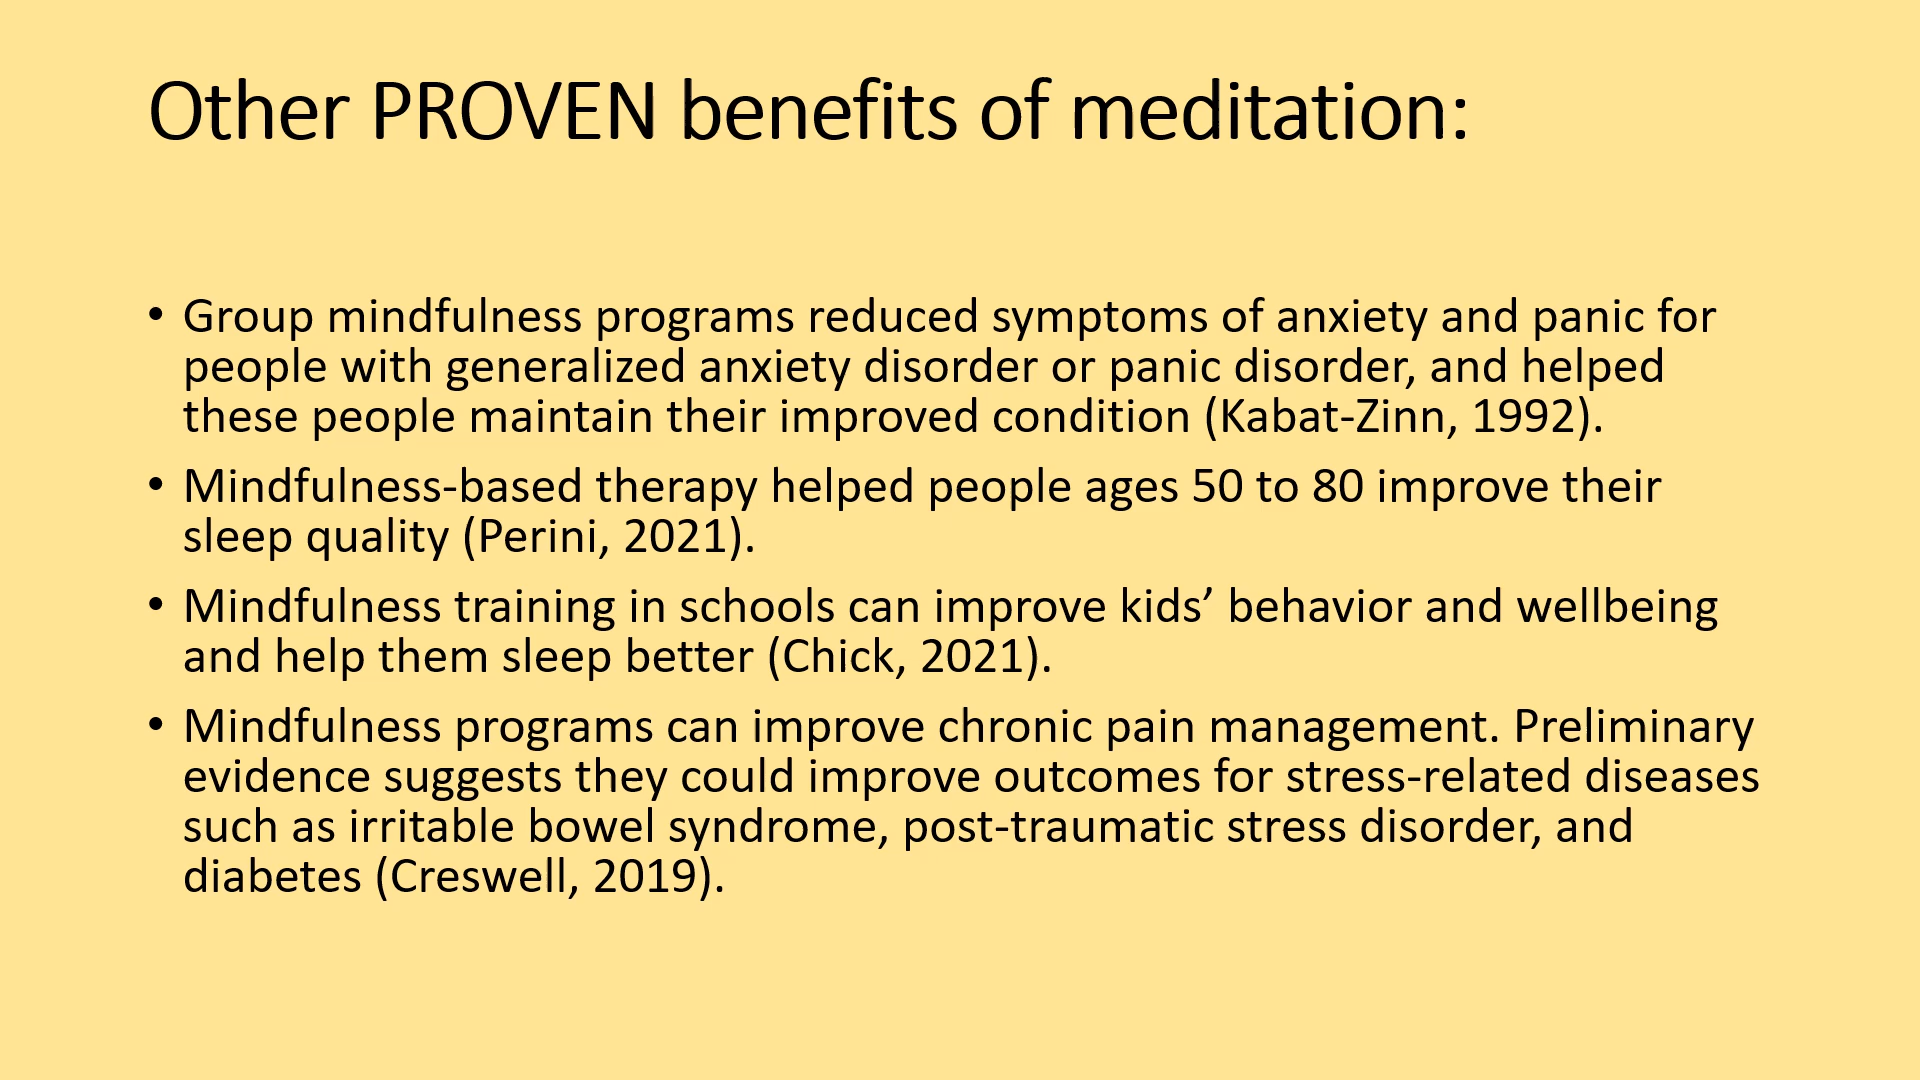 Other PROVEN benefits of meditation:
• Group mindfulness programs reduced symptoms of anxiety and panic for
people with generalized anxiety disorder or panic disorder, and helped
these people maintain their improved condition (Kabat-Zinn, 1992).
• Mindfulness-based therapy helped people ages 50 to 80 improve their
sleep quality (Perini, 2021).
• Mindfulness training in schools can improve kids’ behavior and wellbeing
and help them sleep better (Chick, 2021).
• Mindfulness programs can improve chronic pain management. Preliminary
evidence suggests they could improve outcomes for stress-related diseases
such as irritable bowel syndrome, post-traumatic stress disorder, and
diabetes (Creswell, 2019).